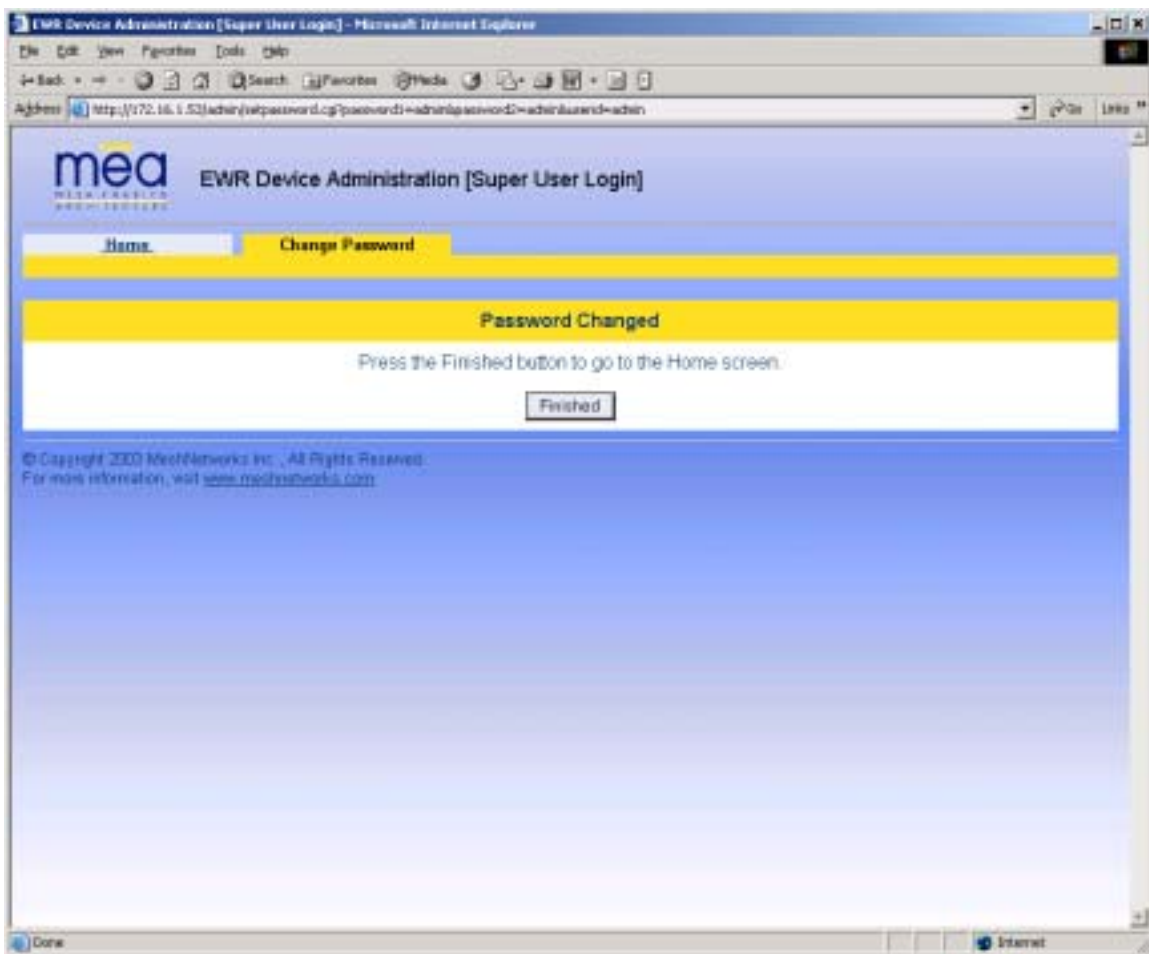 EWR Device Administration [Super User Login] - Microsoft Internet Explorer
File Edit View Favorites Tools Help
Back Search Favorites Media
Address http://172.16.1.53/admin/setpassword.cgi?password1=admin&password2=admin&userid=admin Go Links »
mea
MESH ENABLED
ARCHITECTURE
EWR Device Administration [Super User Login]
Home Change Password
Password Changed
Press the Finished button to go to the Home screen.
Finished
© Copyright 2003 MeshNetworks Inc., All Rights Reserved.
For more information, visit www.meshnetworks.com
Done Internet